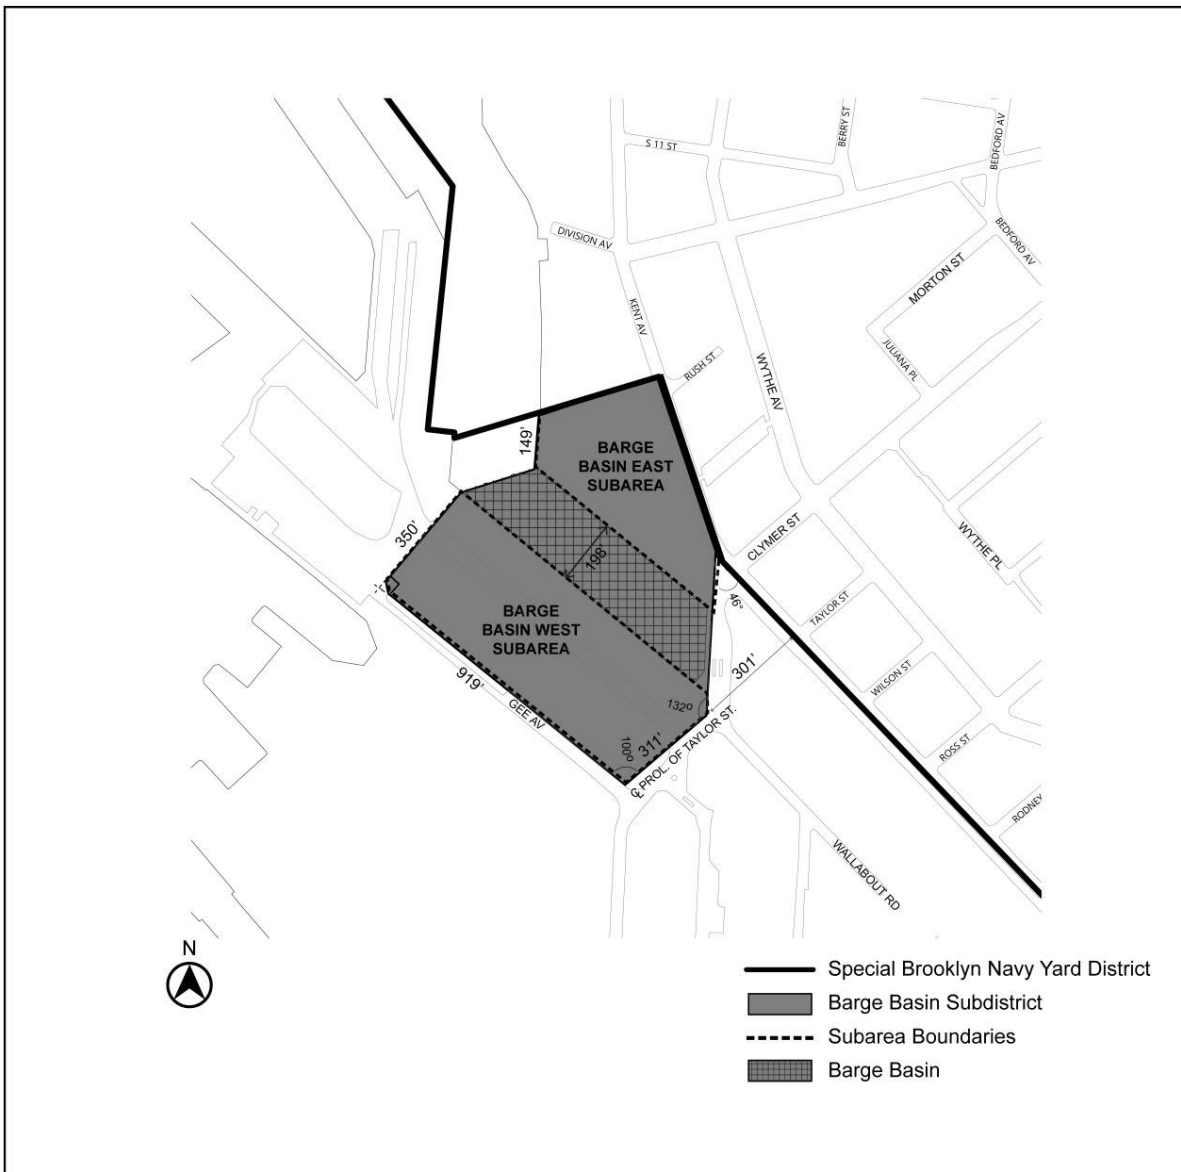 BERRY ST
BEDFORD AV
S 11 ST
DIVISION AV
BEDFORD AV
MORTON ST
KENT AV
JULIANA PL
RUSH ST
WYTHE AV
149'
BARGE
BASIN EAST
SUBAREA
350'
198'
CLYMER ST
WYTHE PL
46°
TAYLOR ST
BARGE
BASIN WEST
SUBAREA
301'
WILSON ST
919'
GEE AV
132º
311'
100º
℄ PROL. OF TAYLOR ST.
ROSS ST
RODNEY
WALLABOUT RD
N
Special Brooklyn Navy Yard District
Barge Basin Subdistrict
Subarea Boundaries
Barge Basin